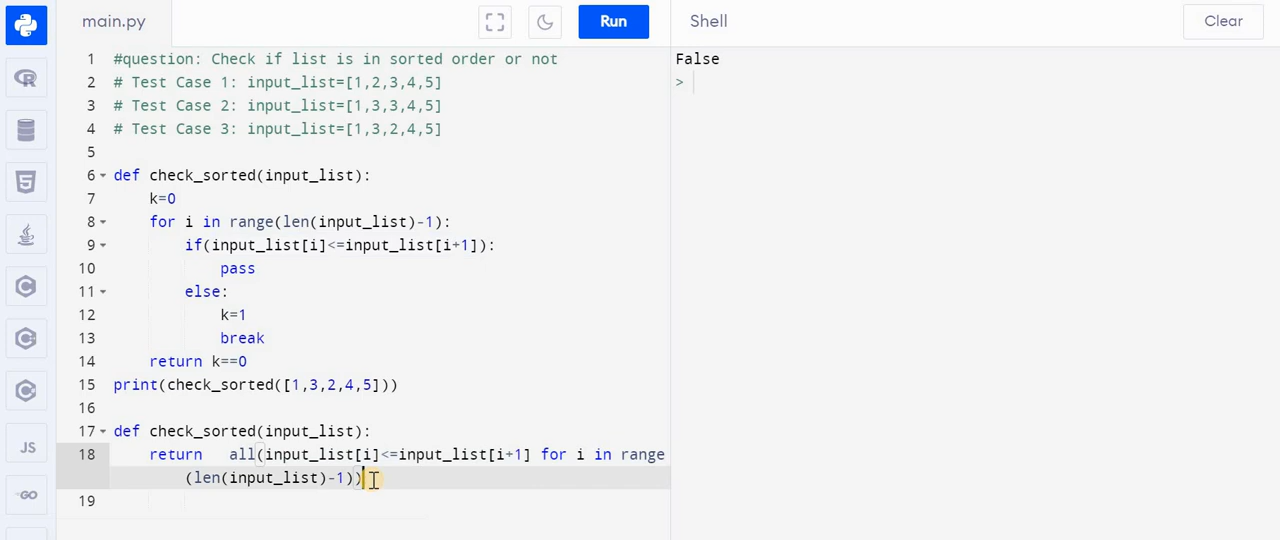 main.py
Run
Shell
Clear
1 #question: Check if list is in sorted order or not
2 # Test Case 1: input_list=[1,2,3,4,5]
3 # Test Case 2: input_list=[1,3,3,4,5]
4 # Test Case 3: input_list=[1,3,2,4,5]
5
6 def check_sorted(input_list):
7 k=0
8 for i in range(len(input_list)-1):
9 if(input_list[i]<=input_list[i+1]):
10 pass
11 else:
12 k=1
13 break
14 return k==0
15 print(check_sorted([1,3,2,4,5]))
16
17 def check_sorted(input_list):
18 return all(input_list[i]<=input_list[i+1] for i in range
(len(input_list)-1))
19
False
>
JS
GO